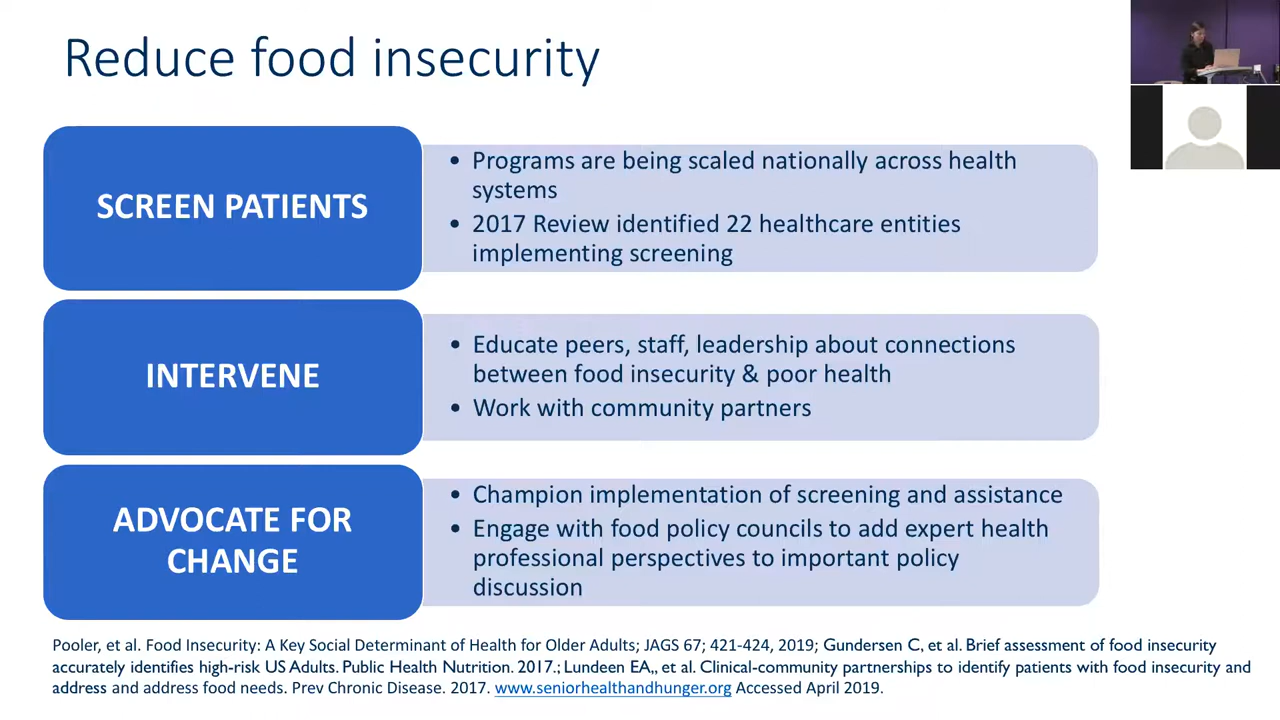 Reduce food insecurity
SCREEN PATIENTS
• Programs are being scaled nationally across health
systems
• 2017 Review identified 22 healthcare entities
implementing screening
INTERVENE
• Educate peers, staff, leadership about connections
between food insecurity & poor health
• Work with community partners
ADVOCATE FOR
CHANGE
• Champion implementation of screening and assistance
• Engage with food policy councils to add expert health
professional perspectives to important policy
discussion
Pooler, et al. Food Insecurity: A Key Social Determinant of Health for Older Adults; JAGS 67; 421-424, 2019; Gundersen C, et al. Brief assessment of food insecurity
accurately identifies high-risk US Adults. Public Health Nutrition. 2017.; Lundeen EA,, et al. Clinical-community partnerships to identify patients with food insecurity and
address and address food needs. Prev Chronic Disease. 2017. www.seniorhealthandhunger.org Accessed April 2019.